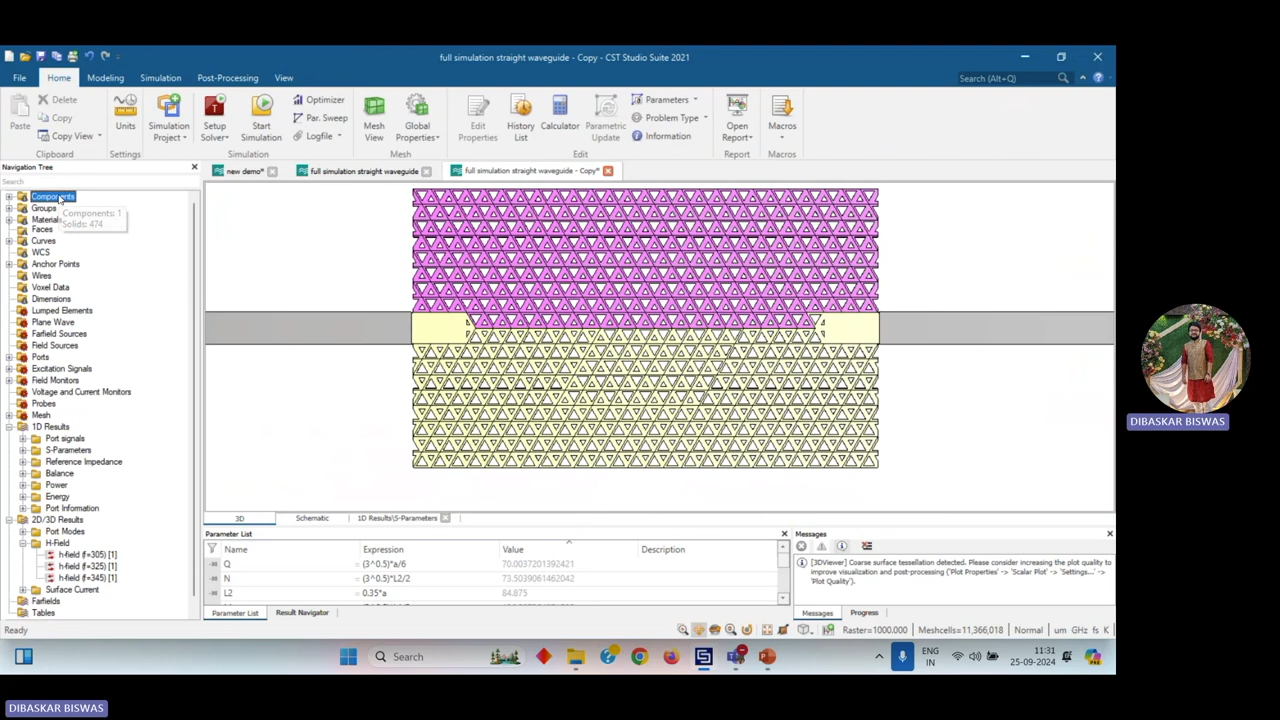 full simulation straight waveguide - Copy - CST Studio Suite 2021
File Home Modeling Simulation Post-Processing View Search (Alt+Q)
Paste Delete Copy Copy View Units Simulation Project Setup Solver Start Simulation Optimizer Par. Sweep Logfile Mesh View Global Properties Edit Properties History List Calculator Parametric Update Parameters Problem Type Information Open Report Macros
Clipboard Settings Simulation Mesh Edit Report Macros
Navigation Tree
new demo* full simulation straight waveguide full simulation straight waveguide - Copy*
Search
Components
Components: 1
Solids: 474
Groups
Materials
Faces
Curves
WCS
Anchor Points
Wires
Voxel Data
Dimensions
Lumped Elements
Plane Wave
Farfield Sources
Field Sources
Ports
Excitation Signals
Field Monitors
Voltage and Current Monitors
Probes
Mesh
1D Results
Port signals
S-Parameters
Reference Impedance
Balance
Power
Energy
Port Information
2D/3D Results
Port Modes
H-Field
h-field (f=305) [1]
h-field (f=325) [1]
h-field (f=345) [1]
Surface Current
Farfields
Tables
3D Schematic 1D Results\S-Parameters
Parameter List
Name Expression Value Description
Q = (3^0.5)*a/6 70.0037201392421
N = (3^0.5)*L2/2 73.5039061462042
L2 = 0.35*a 84.875
Parameter List Result Navigator
Messages
[3DViewer] Coarse surface tessellation detected. Please consider increasing the plot quality to
improve visualization and post-processing ('Plot Properties' -> 'Scalar Plot' -> 'Settings...' ->
'Plot Quality').
Messages Progress
Ready Raster=1000.000 Meshcells=11,366,018 Normal um GHz fs K
Search
ENG
IN
11:31
25-09-2024
DIBASKAR BISWAS
DIBASKAR BISWAS